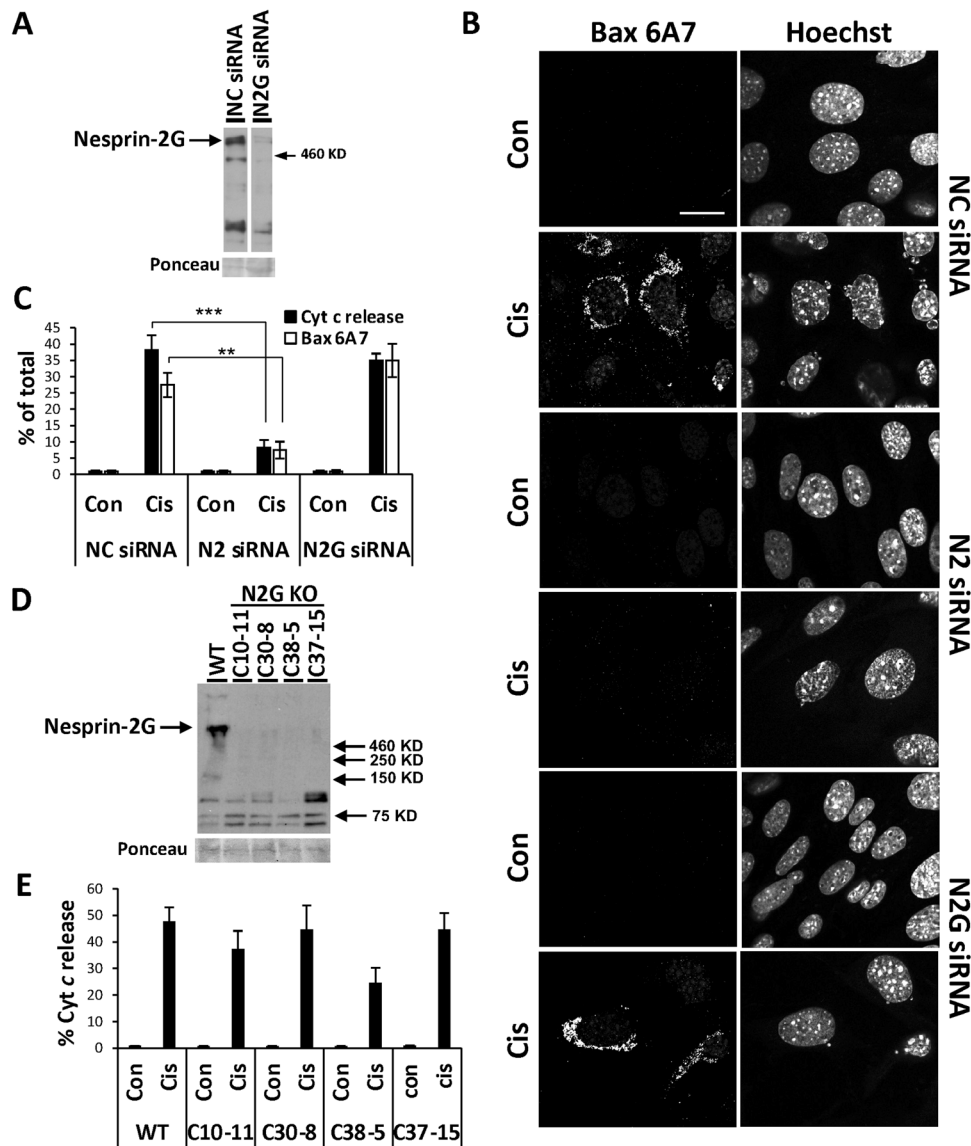 A
NC siRNA
N2G siRNA
Nesprin-2G
460 KD
Ponceau
B
Bax 6A7
Hoechst
Con
Cis
NC siRNA
Con
Cis
N2 siRNA
Con
Cis
N2G siRNA
C
Cyt c release
Bax 6A7
***
**
% of total
45
40
35
30
25
20
15
10
5
0
Con Cis Con Cis Con Cis
NC siRNA N2 siRNA N2G siRNA
D
N2G KO
WT
C10-11
C30-8
C38-5
C37-15
Nesprin-2G
460 KD
250 KD
150 KD
75 KD
Ponceau
E
% Cyt c release
60
50
40
30
20
10
0
Con Cis Con Cis Con Cis Con Cis con cis
WT C10-11 C30-8 C38-5 C37-15